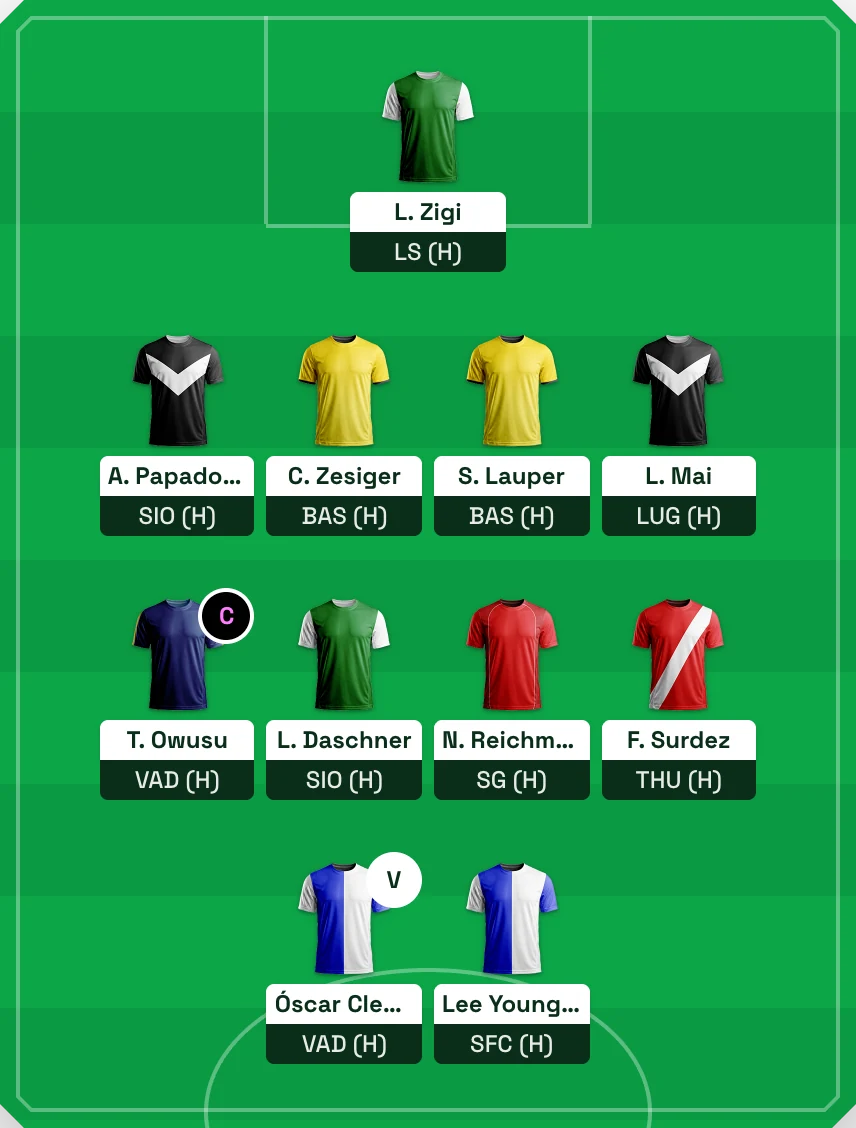 L. Zigi
LS (H)
A. Papado...
SIO (H)
C. Zesiger
BAS (H)
S. Lauper
BAS (H)
L. Mai
LUG (H)
C
T. Owusu
VAD (H)
L. Daschner
SIO (H)
N. Reichm...
SG (H)
F. Surdez
THU (H)
V
Óscar Cle...
VAD (H)
Lee Young...
SFC (H)